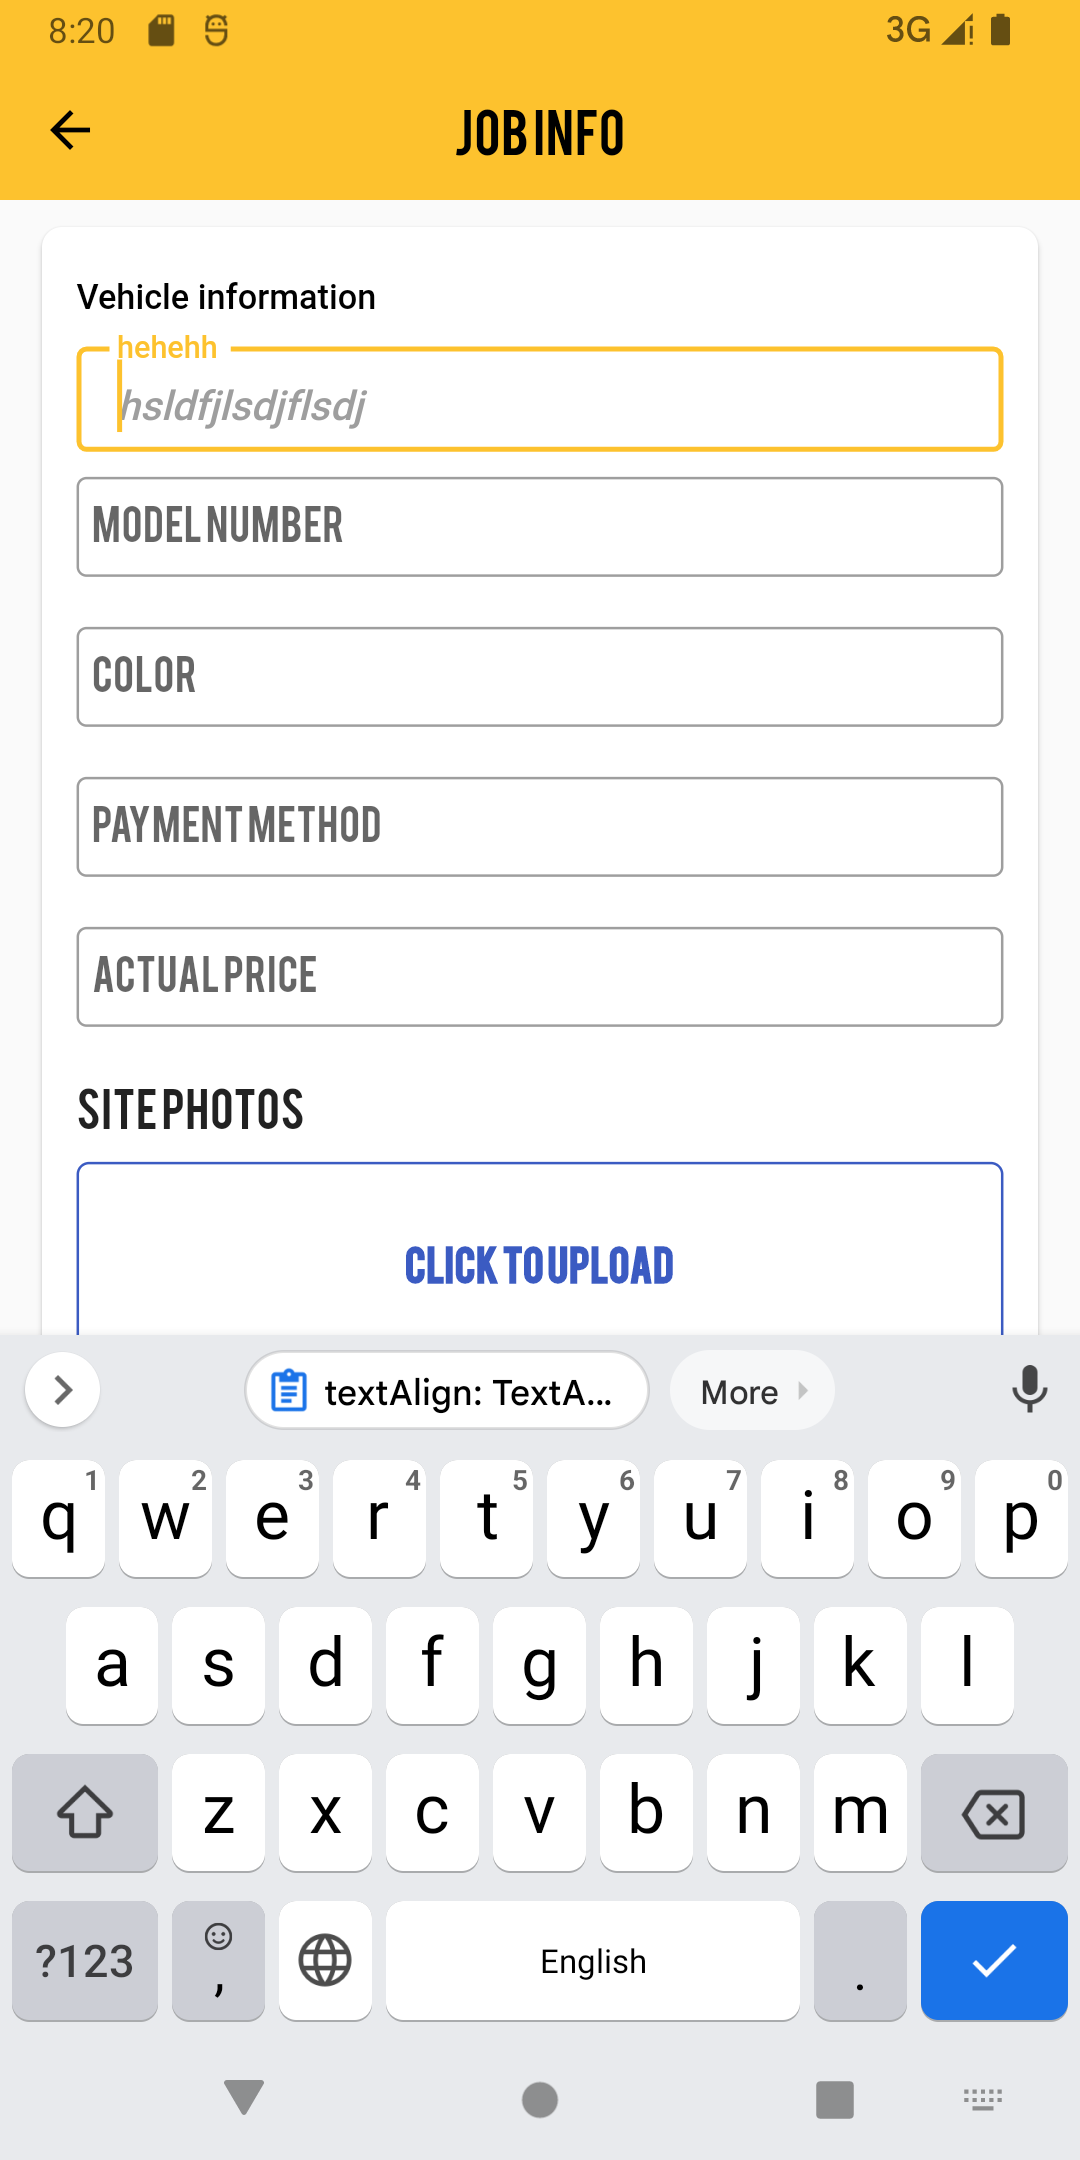 8:20 3G
JOB INFO
Vehicle information
hehehh
hsldfjlsdjflsdj
MODEL NUMBER
COLOR
PAYMENT METHOD
ACTUAL PRICE
SITE PHOTOS
CLICK TO UPLOAD
textAlign: TextA... More
q 1 w 2 e 3 r 4 t 5 y 6 u 7 i 8 o 9 p 0
a s d f g h j k l
z x c v b n m
?123 , English .